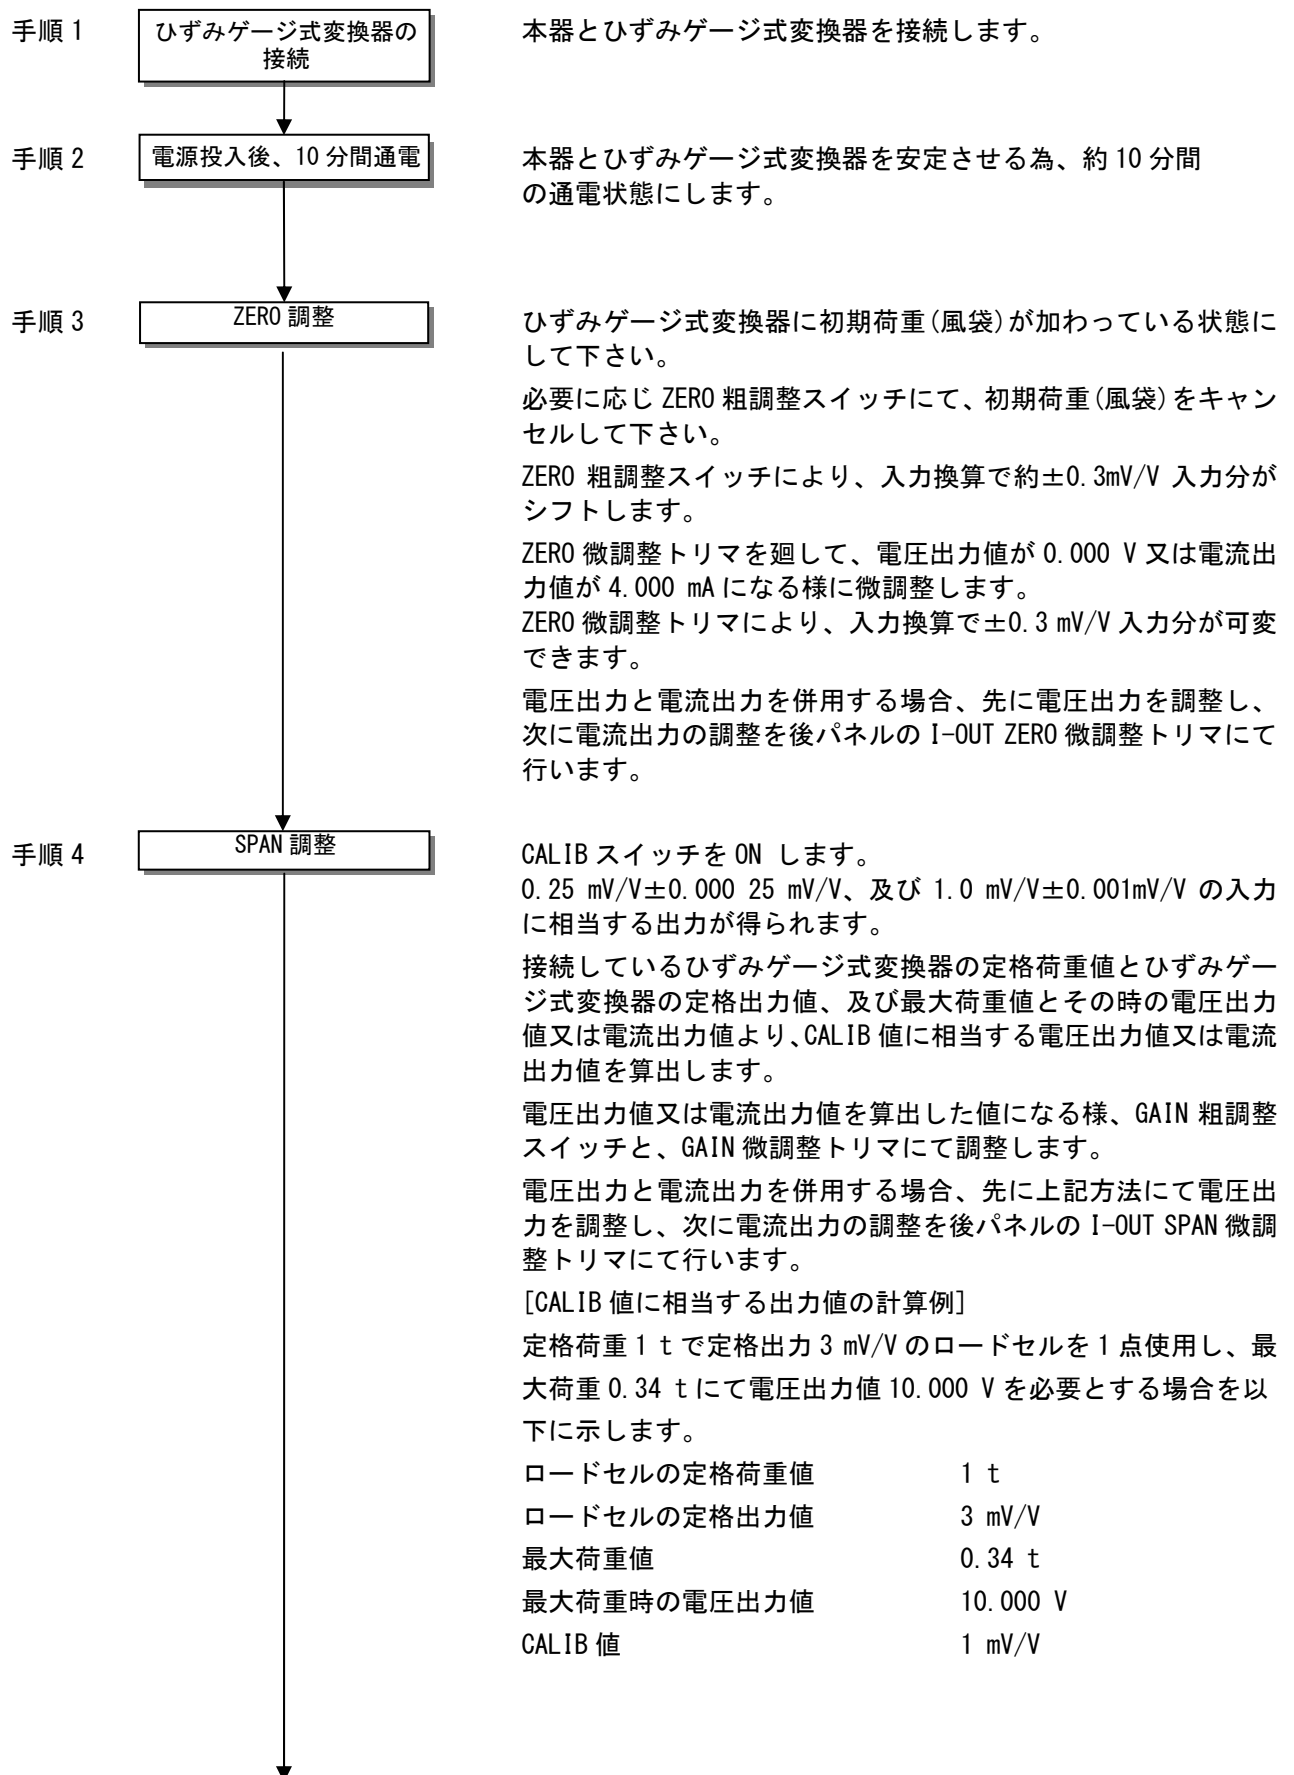 手順 1
ひずみゲージ式変換器の
接続
本器とひずみゲージ式変換器を接続します。
手順 2
電源投入後、10 分間通電
本器とひずみゲージ式変換器を安定させる為、約 10 分間
の通電状態にします。
手順 3
ZERO 調整
ひずみゲージ式変換器に初期荷重(風袋)が加わっている状態に
して下さい。
必要に応じ ZERO 粗調整スイッチにて、初期荷重(風袋)をキャン
セルして下さい。
ZERO 粗調整スイッチにより、入力換算で約±0.3mV/V 入力分が
シフトします。
ZERO 微調整トリマを廻して、電圧出力値が 0.000 V 又は電流出
力値が 4.000 mA になる様に微調整します。
ZERO 微調整トリマにより、入力換算で±0.3 mV/V 入力分が可変
できます。
電圧出力と電流出力を併用する場合、先に電圧出力を調整し、
次に電流出力の調整を後パネルの I-OUT ZERO 微調整トリマにて
行います。
手順 4
SPAN 調整
CALIB スイッチを ON します。
0.25 mV/V±0.000 25 mV/V、及び 1.0 mV/V±0.001mV/V の入力
に相当する出力が得られます。
接続しているひずみゲージ式変換器の定格荷重値とひずみゲー
ジ式変換器の定格出力値、及び最大荷重値とその時の電圧出力
値又は電流出力値より、CALIB 値に相当する電圧出力値又は電流
出力値を算出します。
電圧出力値又は電流出力値を算出した値になる様、GAIN 粗調整
スイッチと、GAIN 微調整トリマにて調整します。
電圧出力と電流出力を併用する場合、先に上記方法にて電圧出
力を調整し、次に電流出力の調整を後パネルの I-OUT SPAN 微調
整トリマにて行います。
[CALIB 値に相当する出力値の計算例]
定格荷重 1 t で定格出力 3 mV/V のロードセルを 1 点使用し、最
大荷重 0.34 t にて電圧出力値 10.000 V を必要とする場合を以
下に示します。
ロードセルの定格荷重値 1 t
ロードセルの定格出力値 3 mV/V
最大荷重値 0.34 t
最大荷重時の電圧出力値 10.000 V
CALIB 値 1 mV/V